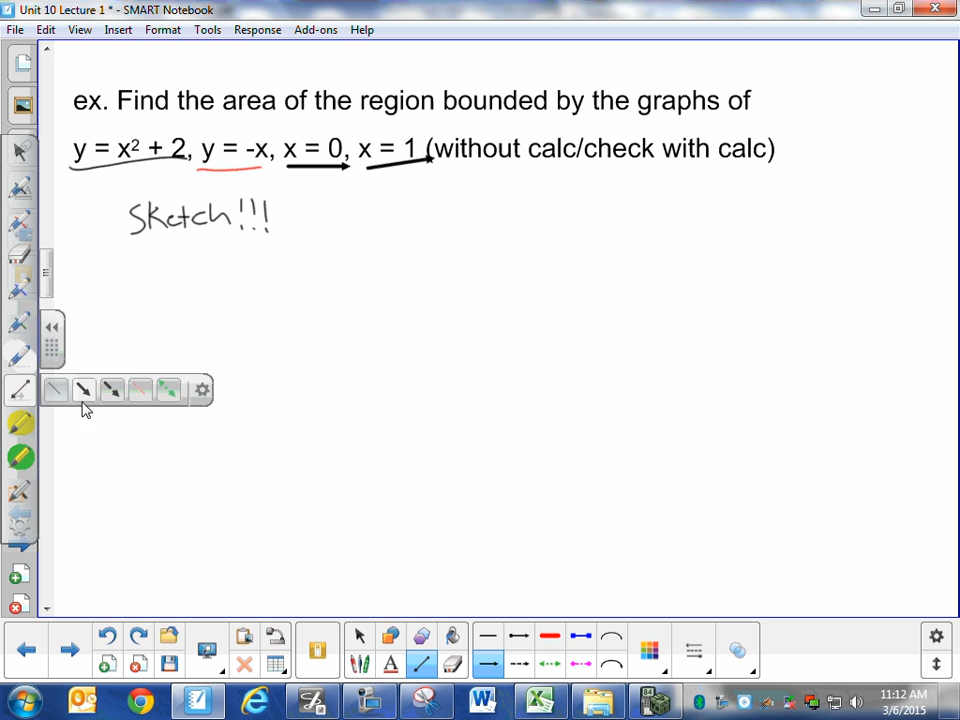 Unit 10 Lecture 1 * - SMART Notebook
File Edit View Insert Format Tools Response Add-ons Help
ex. Find the area of the region bounded by the graphs of
y = x² + 2, y = -x, x = 0, x = 1 (without calc/check with calc)
Sketch!!!
11:12 AM
3/6/2015